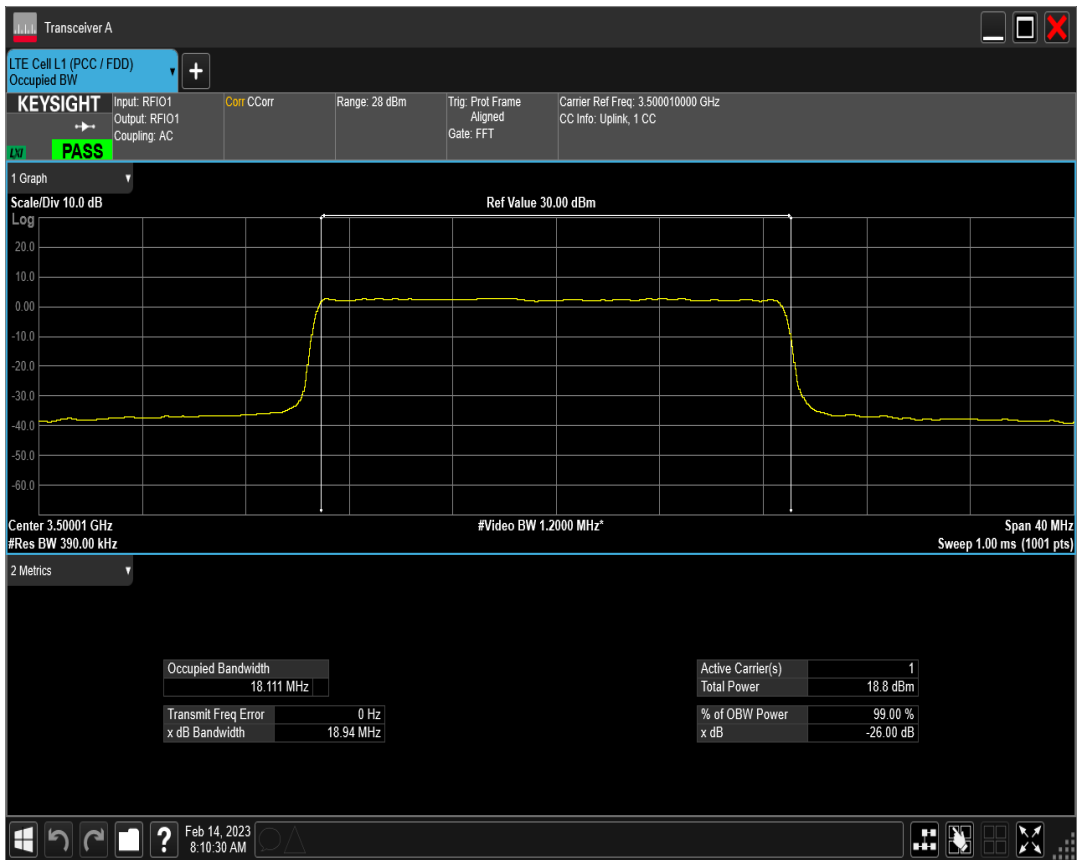 Transceiver A
LTE Cell L1 (PCC / FDD)
Occupied BW
+
KEYSIGHT
LXI
PASS
Input: RFIO1
Output: RFIO1
Coupling: AC
Corr CCorr
Range: 28 dBm
Trig: Prot Frame
Aligned
Gate: FFT
Carrier Ref Freq: 3.500010000 GHz
CC Info: Uplink, 1 CC
1 Graph
Scale/Div 10.0 dB
Ref Value 30.00 dBm
Log
20.0
10.0
0.00
-10.0
-20.0
-30.0
-40.0
-50.0
-60.0
Center 3.50001 GHz
#Video BW 1.2000 MHz*
Span 40 MHz
#Res BW 390.00 kHz
Sweep 1.00 ms (1001 pts)
2 Metrics
Occupied Bandwidth
18.111 MHz
Transmit Freq Error 0 Hz
x dB Bandwidth 18.94 MHz
Active Carrier(s) 1
Total Power 18.8 dBm
% of OBW Power 99.00 %
x dB -26.00 dB
?
Feb 14, 2023
8:10:30 AM